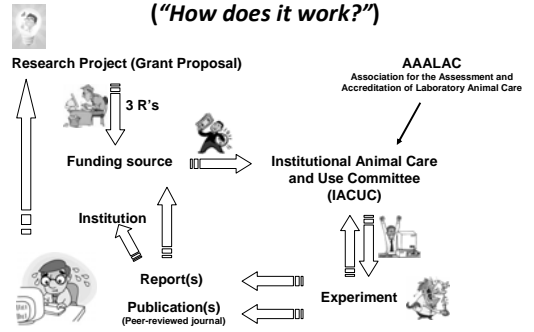 (“How does it work?”)
Research Project (Grant Proposal)
AAALAC
Association for the Assessment and
Accreditation of Laboratory Animal Care
3 R's
Funding source
Institutional Animal Care
and Use Committee
(IACUC)
Institution
Report(s)
Experiment
Publication(s)
(Peer-reviewed journal)